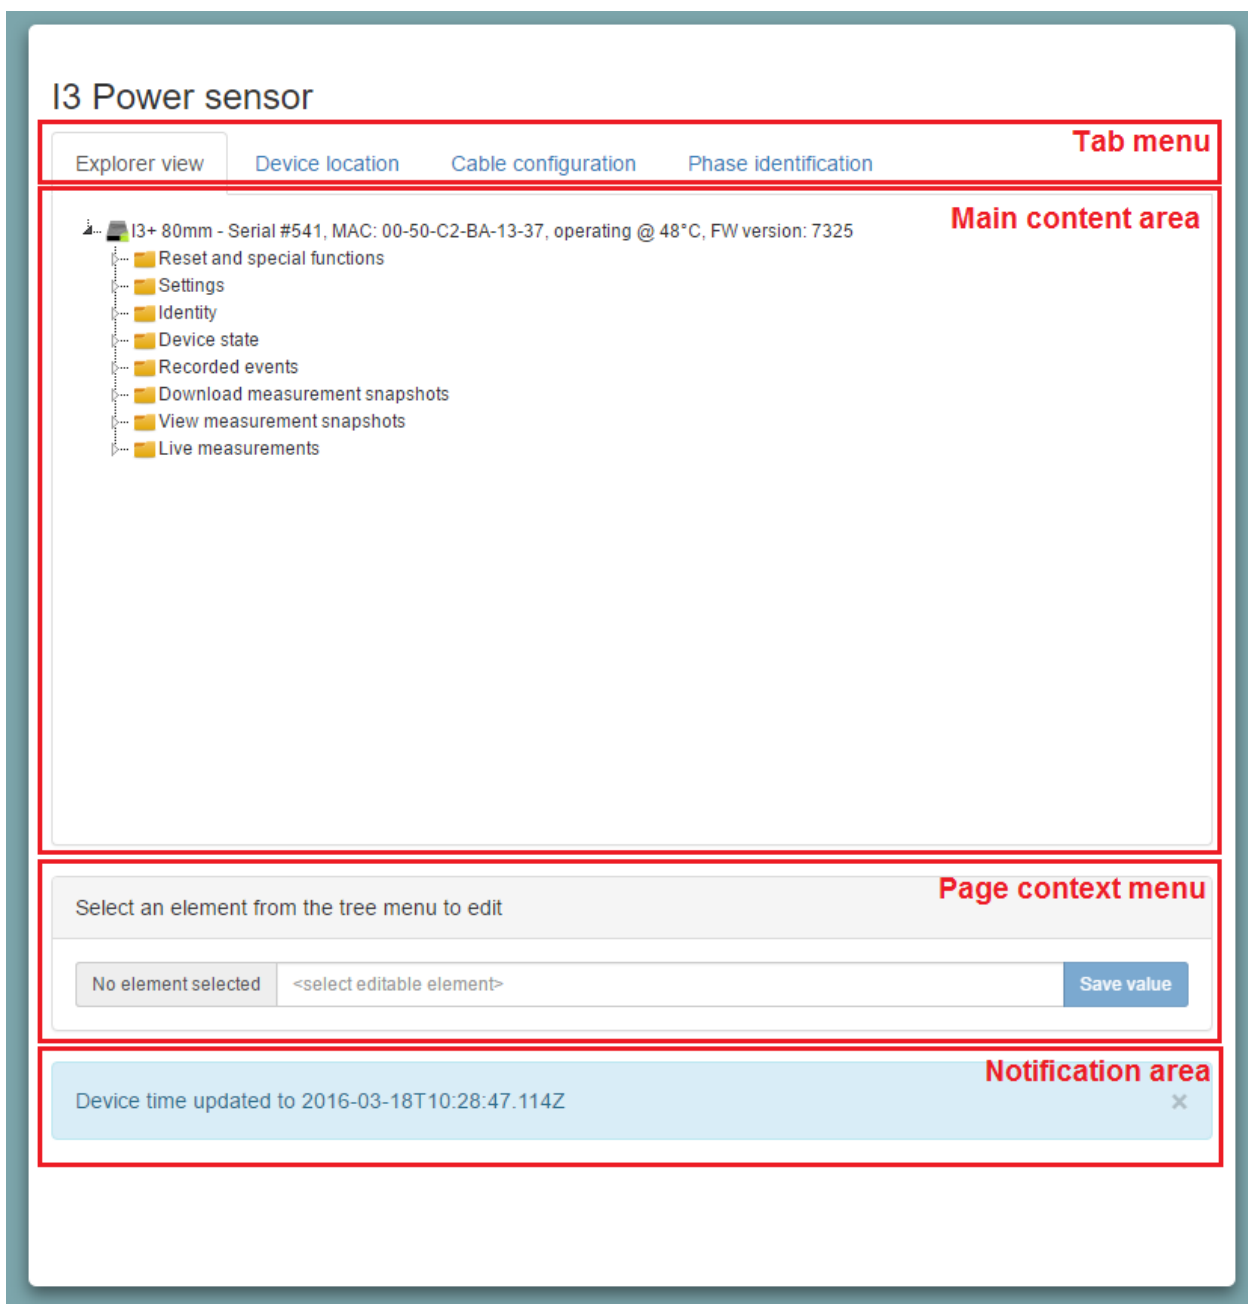 I3 Power sensor
Tab menu
Explorer view Device location Cable configuration Phase identification
Main content area
I3+ 80mm - Serial #541, MAC: 00-50-C2-BA-13-37, operating @ 48°C, FW version: 7325
Reset and special functions
Settings
Identity
Device state
Recorded events
Download measurement snapshots
View measurement snapshots
Live measurements
Page context menu
Select an element from the tree menu to edit
No element selected <select editable element> Save value
Notification area
Device time updated to 2016-03-18T10:28:47.114Z ×